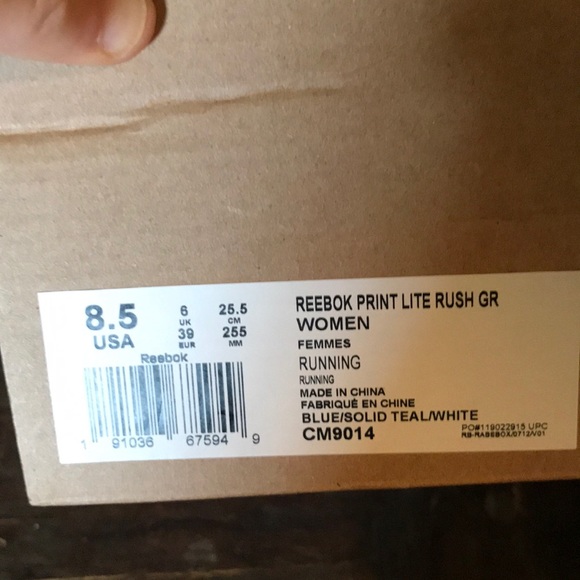 8.5
USA
6
UK
39
EUR
25.5
CM
255
MM
Reebok
1 91036 67594 9
REEBOK PRINT LITE RUSH GR
WOMEN
FEMMES
RUNNING
RUNNING
MADE IN CHINA
FABRIQUÉ EN CHINE
BLUE/SOLID TEAL/WHITE
CM9014
PO#119022915 UPC